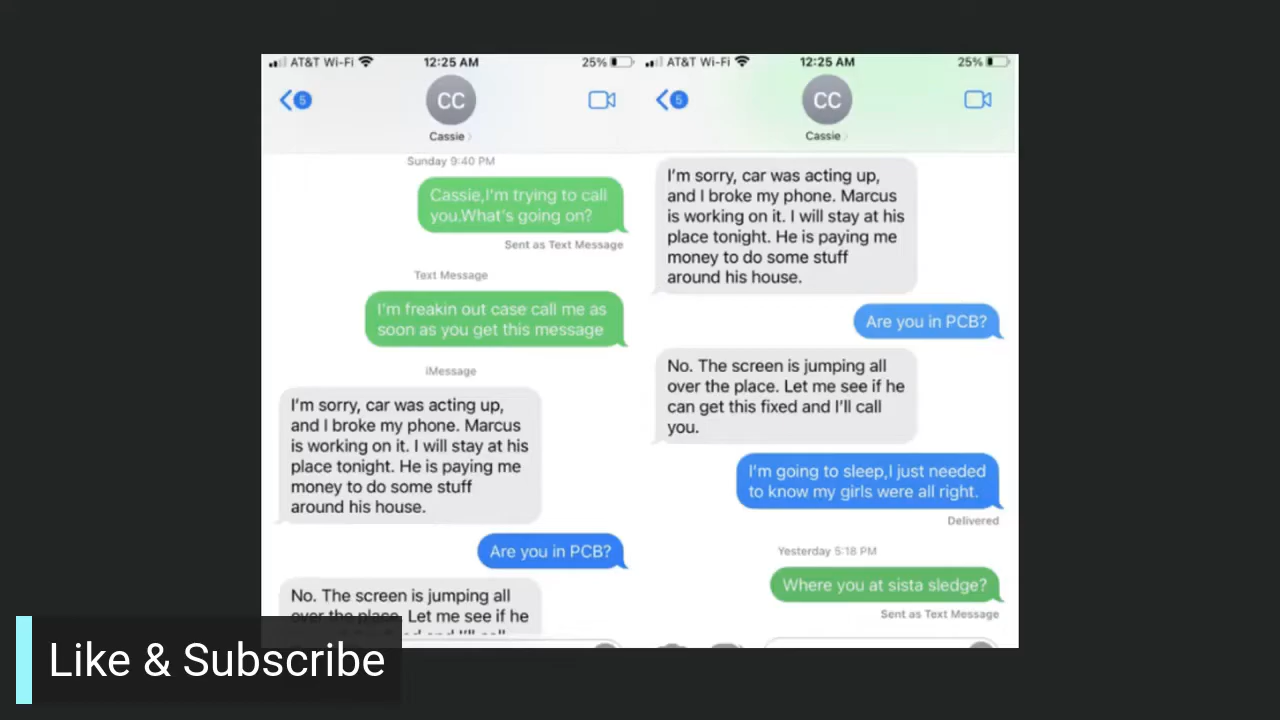 AT&T Wi-Fi 12:25 AM 25%
5
CC
Cassie
Sunday 9:40 PM
Cassie,I'm trying to call
you.What's going on?
Sent as Text Message
Text Message
I'm freakin out case call me as
soon as you get this message
iMessage
I'm sorry, car was acting up,
and I broke my phone. Marcus
is working on it. I will stay at his
place tonight. He is paying me
money to do some stuff
around his house.
Are you in PCB?
No. The screen is jumping all
over the place. Let me see if he
AT&T Wi-Fi 12:25 AM 25%
5
CC
Cassie
I'm sorry, car was acting up,
and I broke my phone. Marcus
is working on it. I will stay at his
place tonight. He is paying me
money to do some stuff
around his house.
Are you in PCB?
No. The screen is jumping all
over the place. Let me see if he
can get this fixed and I'll call
you.
I'm going to sleep,I just needed
to know my girls were all right.
Delivered
Yesterday 5:18 PM
Where you at sista sledge?
Sent as Text Message
Like & Subscribe